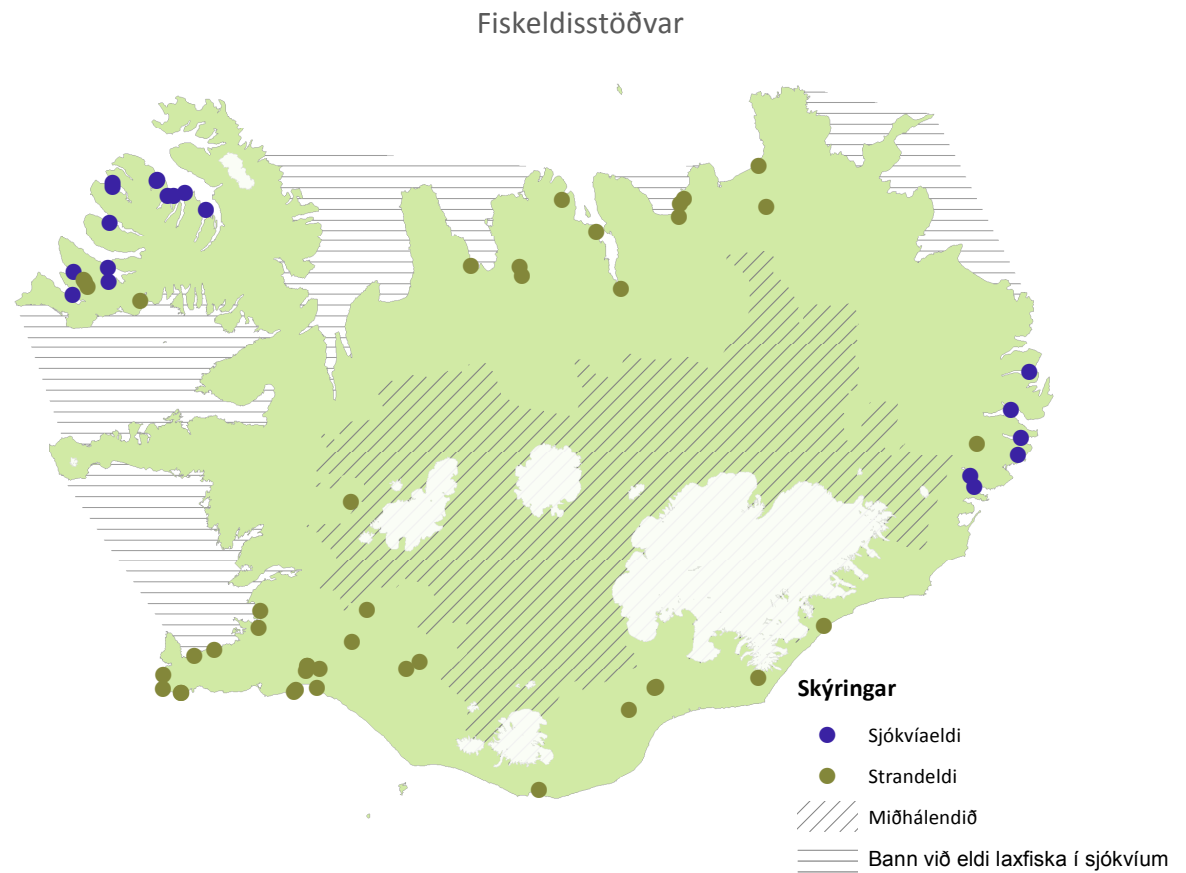 Fiskeldisstöðvar
Skýringar
Sjókvíaeldi
Strandeldi
Miðhálendið
Bann við eldi laxfiska í sjókvíum